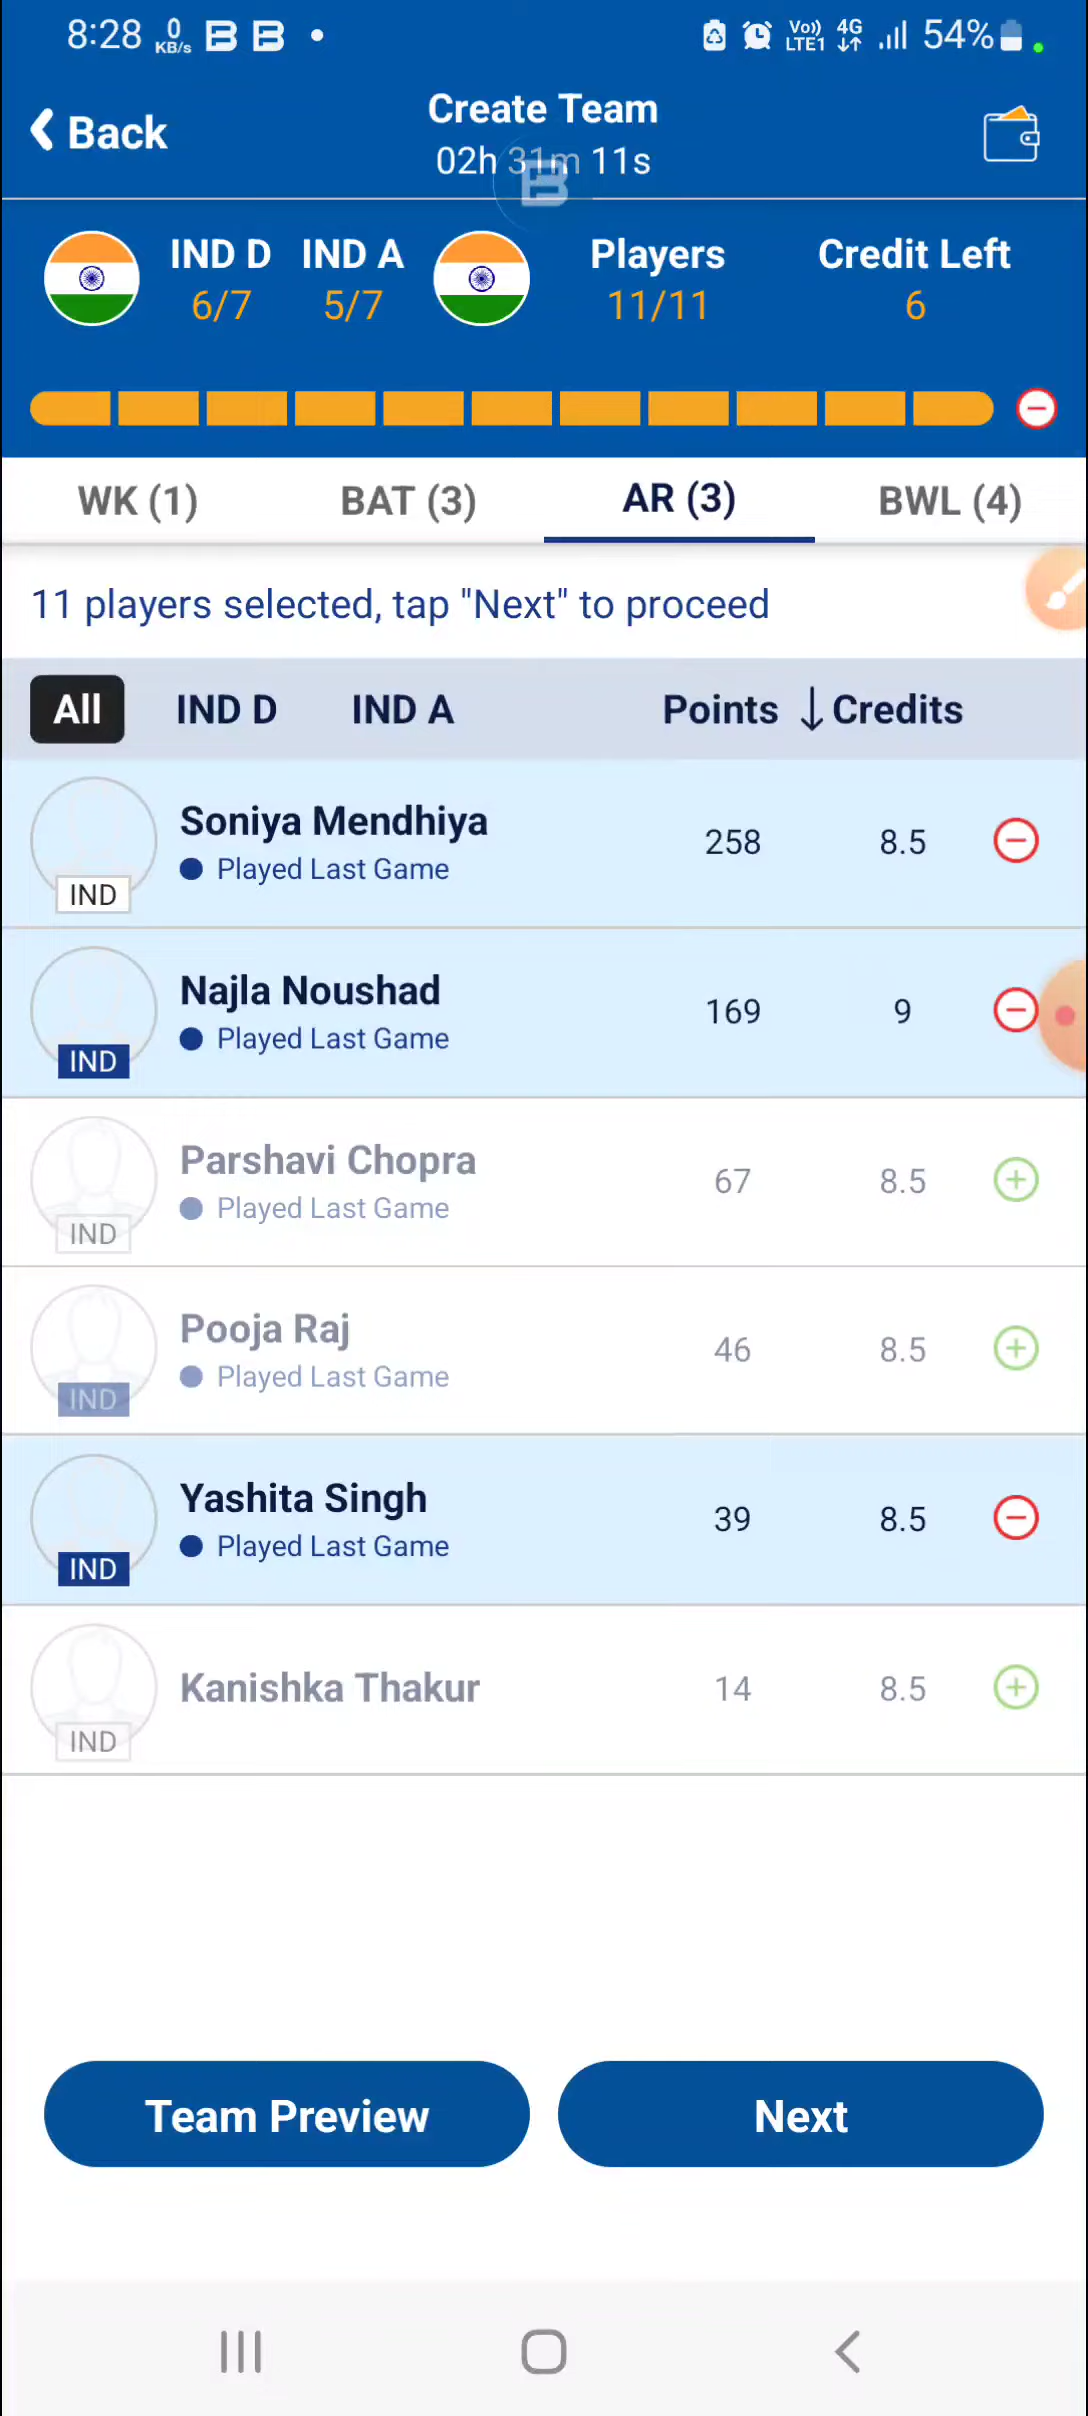 8:28 0 KB/s Vo)) LTE1 4G 54%
Back
Create Team
02h 31m 11s
IND D IND A Players Credit Left
6/7 5/7 11/11 6
WK (1) BAT (3) AR (3) BWL (4)
11 players selected, tap "Next" to proceed
All IND D IND A Points ↓ Credits
Soniya Mendhiya
Played Last Game
IND
258 8.5
Najla Noushad
Played Last Game
IND
169 9
Parshavi Chopra
Played Last Game
IND
67 8.5
Pooja Raj
Played Last Game
IND
46 8.5
Yashita Singh
Played Last Game
IND
39 8.5
Kanishka Thakur
IND
14 8.5
Team Preview Next